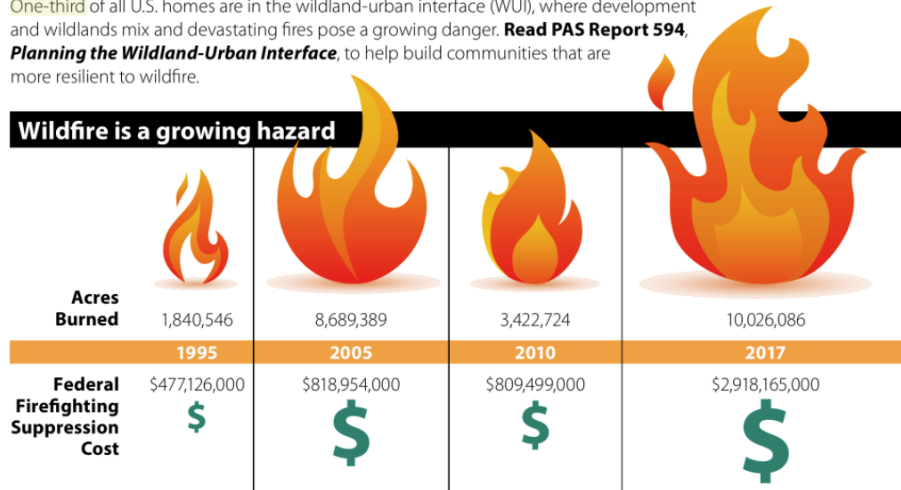 One-third of all U.S. homes are in the wildland-urban interface (WUI), where development
and wildlands mix and devastating fires pose a growing danger. Read PAS Report 594,
Planning the Wildland-Urban Interface, to help build communities that are
more resilient to wildfire.
Wildfire is a growing hazard
Acres
Burned 1,840,546 8,689,389 3,422,724 10,026,086
1995 2005 2010 2017
Federal $477,126,000 $818,954,000 $809,499,000 $2,918,165,000
Firefighting
Suppression
Cost
$ $ $ $